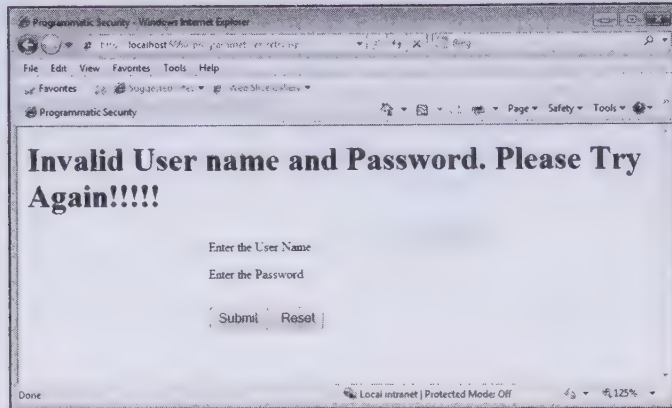 Programmatic Security - Windows Internet Explorer
localhost
Bing
File Edit View Favorites Tools Help
Favorites
Programmatic Security
Page Safety Tools
Invalid User name and Password. Please Try
Again!!!!!
Enter the User Name
Enter the Password
Submit Reset
Done
Local intranet | Protected Mode: Off
125%